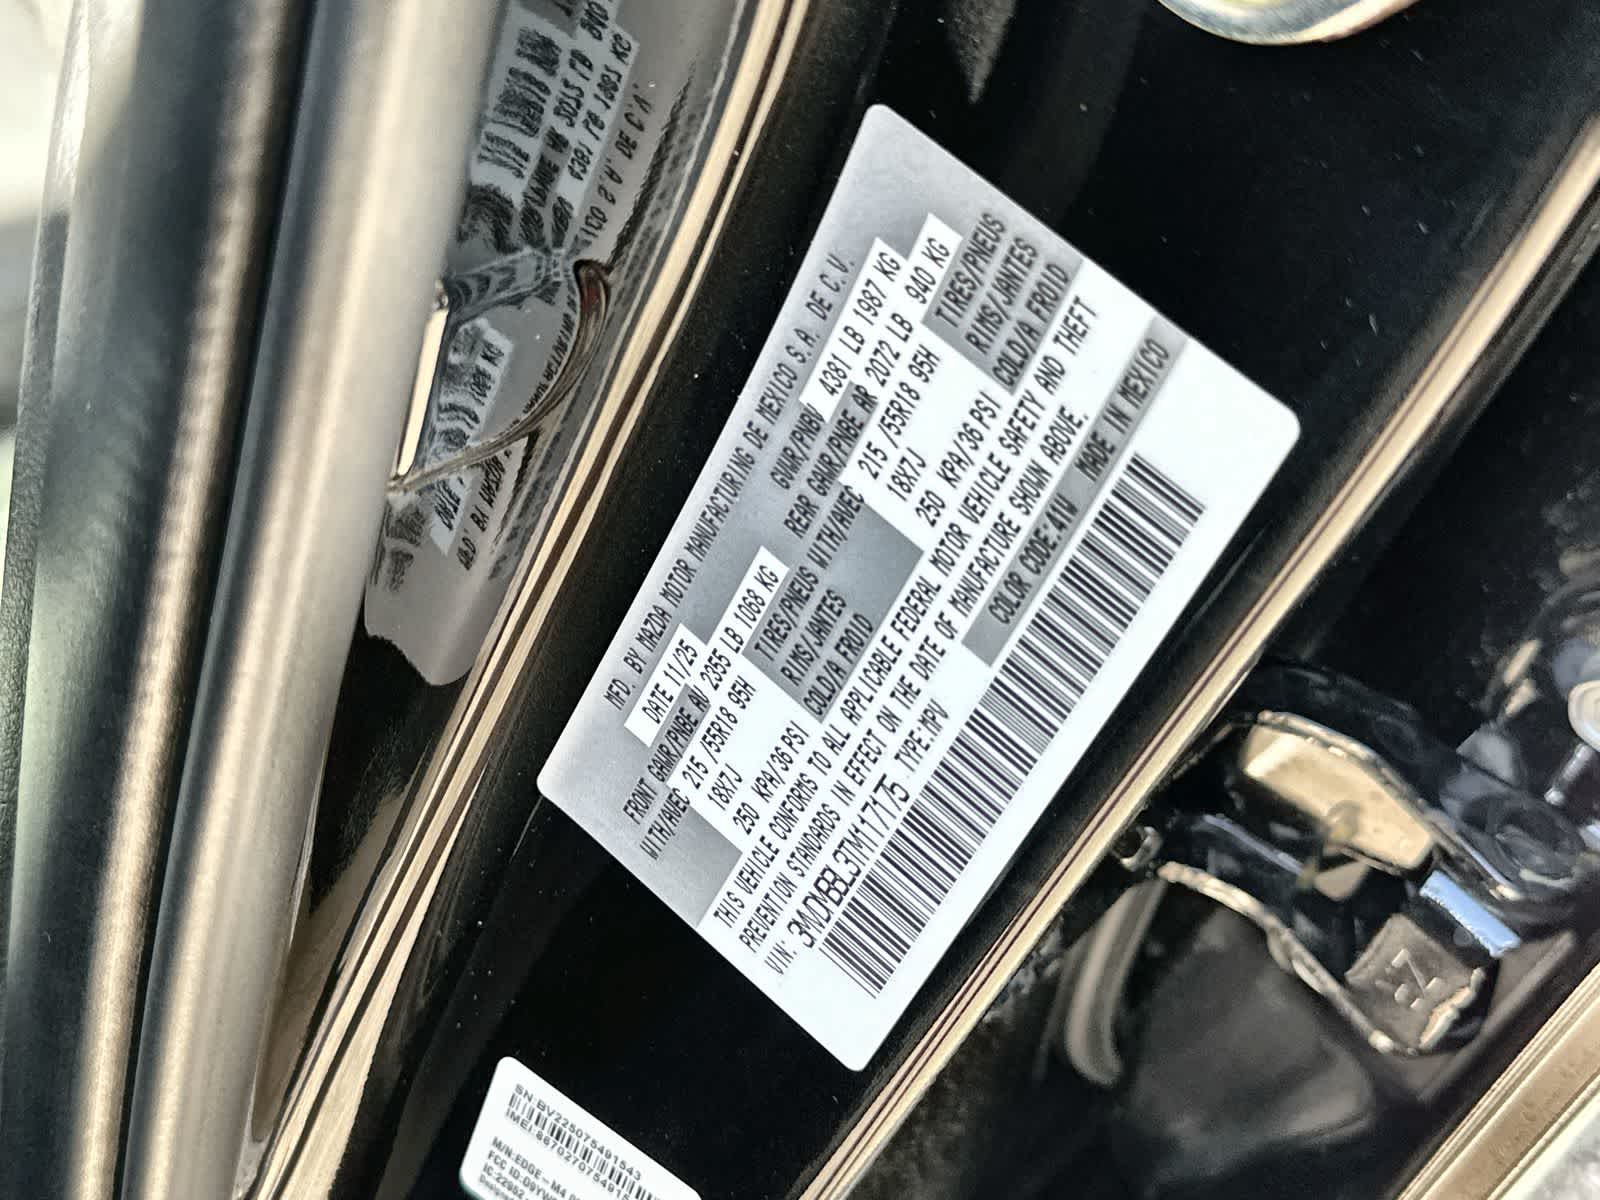 MFD. BY MAZDA MOTOR MANUFACTURING DE MEXICO S.A. DE C.V.
DATE 11/25 GVWR/PNBV 4381 LB 1987 KG
FRONT GAWR/PNBE AV 2355 LB 1068 KG REAR GAWR/PNBE AR 2072 LB 940 KG
WITH/AVEC 215 /55R18 95H TIRES/PNEUS WITH/AVEC 215 /55R18 95H TIRES/PNEUS
18X7J RIMS/JANTES 18X7J RIMS/JANTES
250 KPA/36PSI COLD/A FROID 250 KPA/36 PSI COLD/A FROID
THIS VEHICLE CONFORMS TO ALL APPLICABLE FEDERAL MOTOR VEHICLE SAFETY AND THEFT
PREVENTION STANDARDS IN EFFECT ON THE DATE OF MANUFACTURE SHOWN ABOVE.
VIN: 3MVDMBBL3TM117175 TYPE:MPV COLOR CODE:41W MADE IN MEXICO
SN:BV225075491543
M/N:EDGE-M4